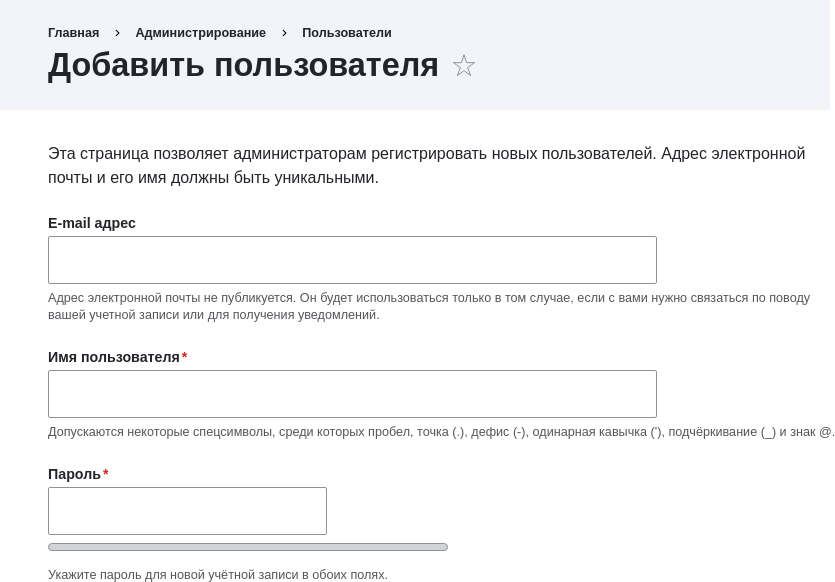 Главная › Администрирование › Пользователи
Добавить пользователя ☆
Эта страница позволяет администраторам регистрировать новых пользователей. Адрес электронной
почты и его имя должны быть уникальными.
E-mail адрес
Адрес электронной почты не публикуется. Он будет использоваться только в том случае, если с вами нужно связаться по поводу
вашей учетной записи или для получения уведомлений.
Имя пользователя*
Допускаются некоторые спецсимволы, среди которых пробел, точка (.), дефис (-), одинарная кавычка ('), подчёркивание (_) и знак @.
Пароль*
Укажите пароль для новой учётной записи в обоих полях.